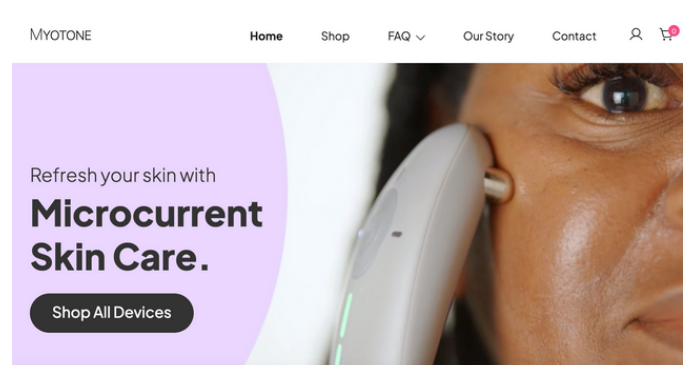 MYOTONE
Home Shop FAQ Our Story Contact
0
Refresh your skin with
Microcurrent
Skin Care.
Shop All Devices